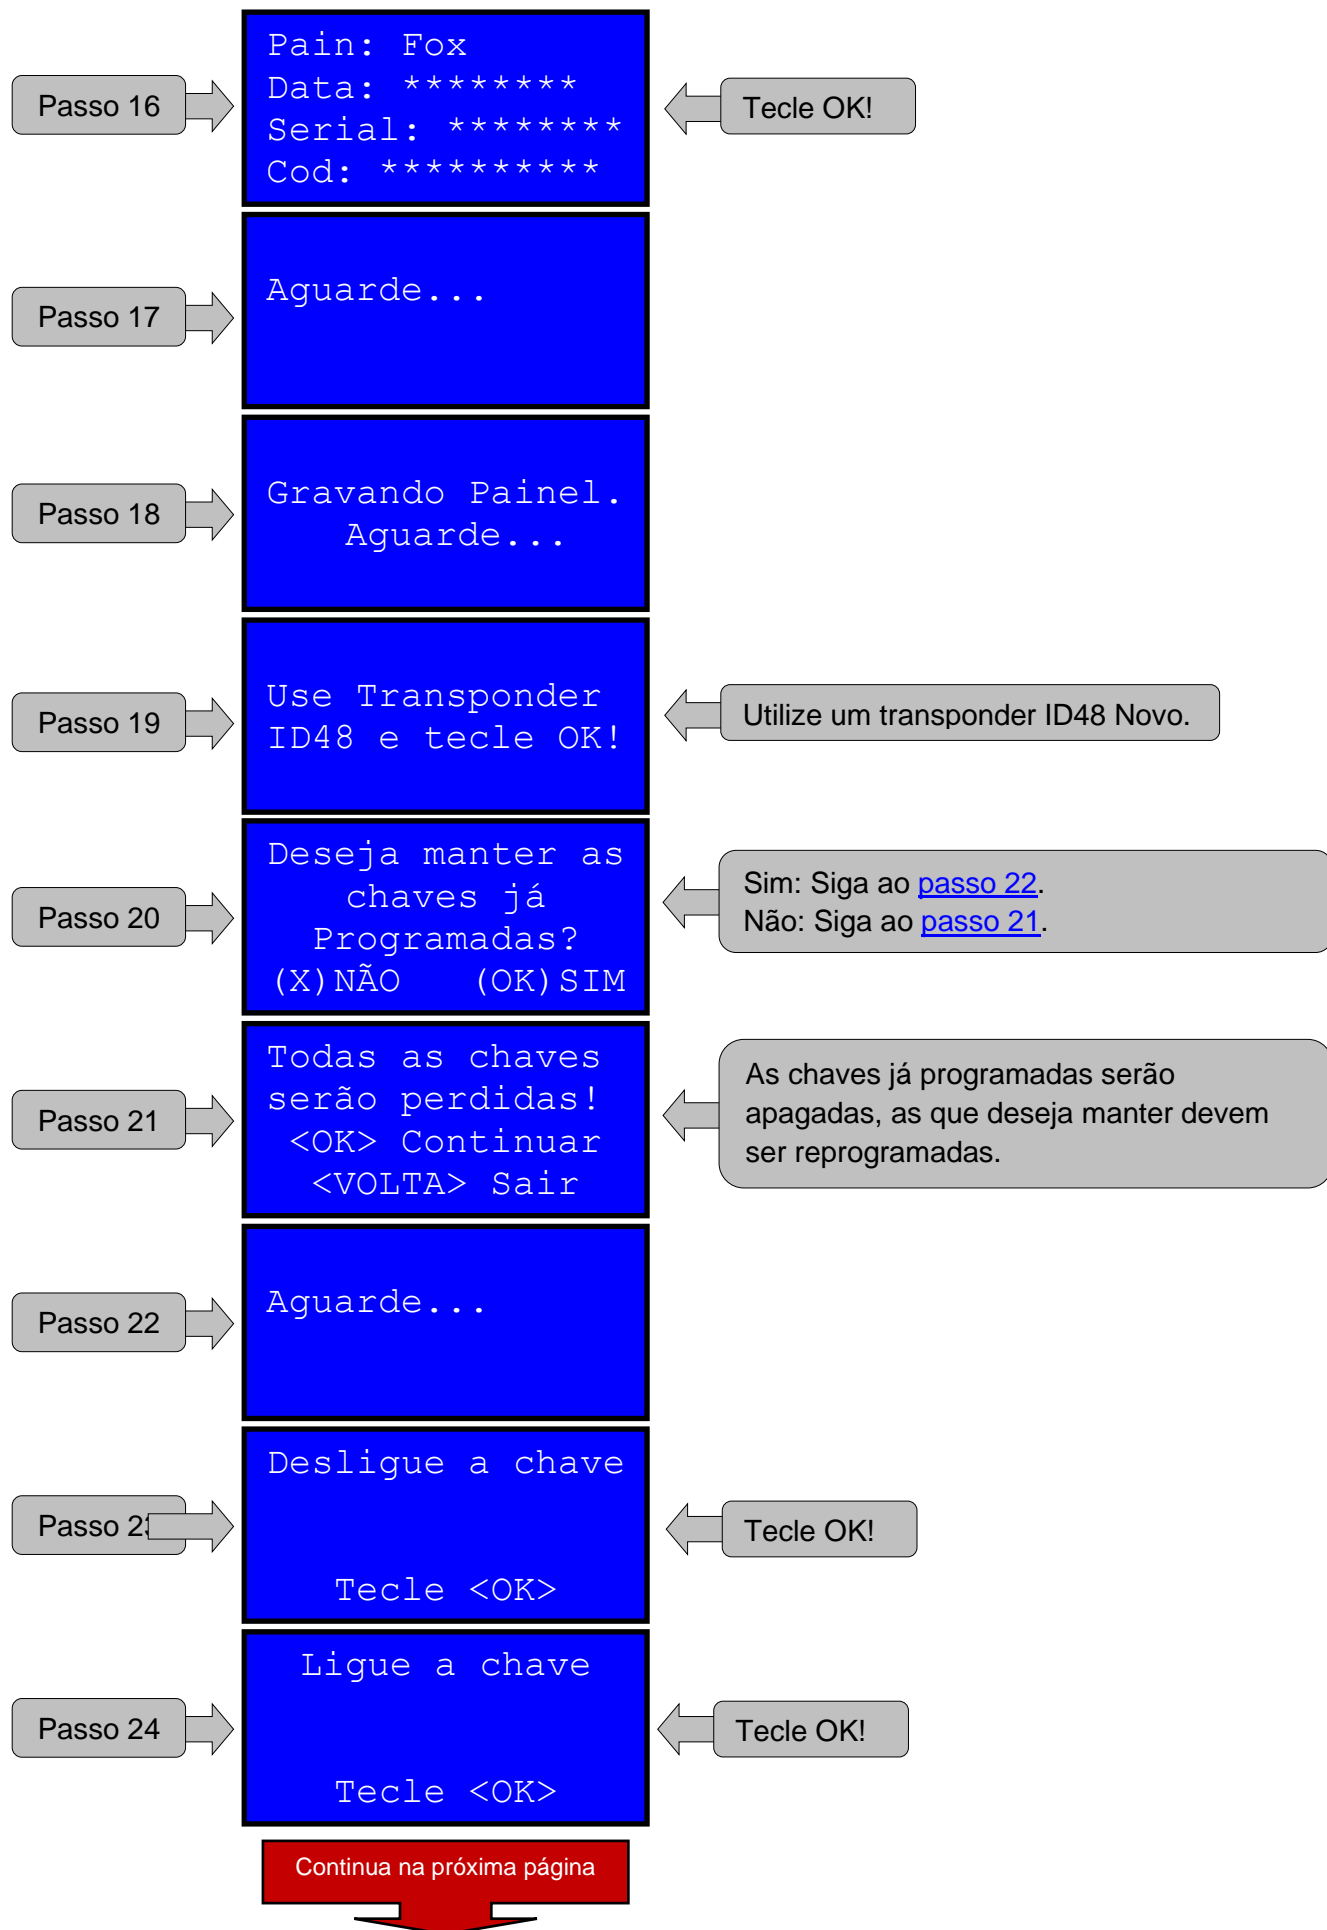 Passo 16
Pain: Fox
Data: ********
Serial: ********
Cod: **********
Tecle OK!
Passo 17
Aguarde...
Passo 18
Gravando Painel.
Aguarde...
Passo 19
Use Transponder
ID48 e tecle OK!
Utilize um transponder ID48 Novo.
Passo 20
Deseja manter as
chaves já
Programadas?
(X)NÃO (OK)SIM
Sim: Siga ao passo 22.
Não: Siga ao passo 21.
Passo 21
Todas as chaves
serão perdidas!
<OK> Continuar
<VOLTA> Sair
As chaves já programadas serão
apagadas, as que deseja manter devem
ser reprogramadas.
Passo 22
Aguarde...
Passo 23
Desligue a chave
Tecle <OK>
Tecle OK!
Passo 24
Ligue a chave
Tecle <OK>
Tecle OK!
Continua na próxima página